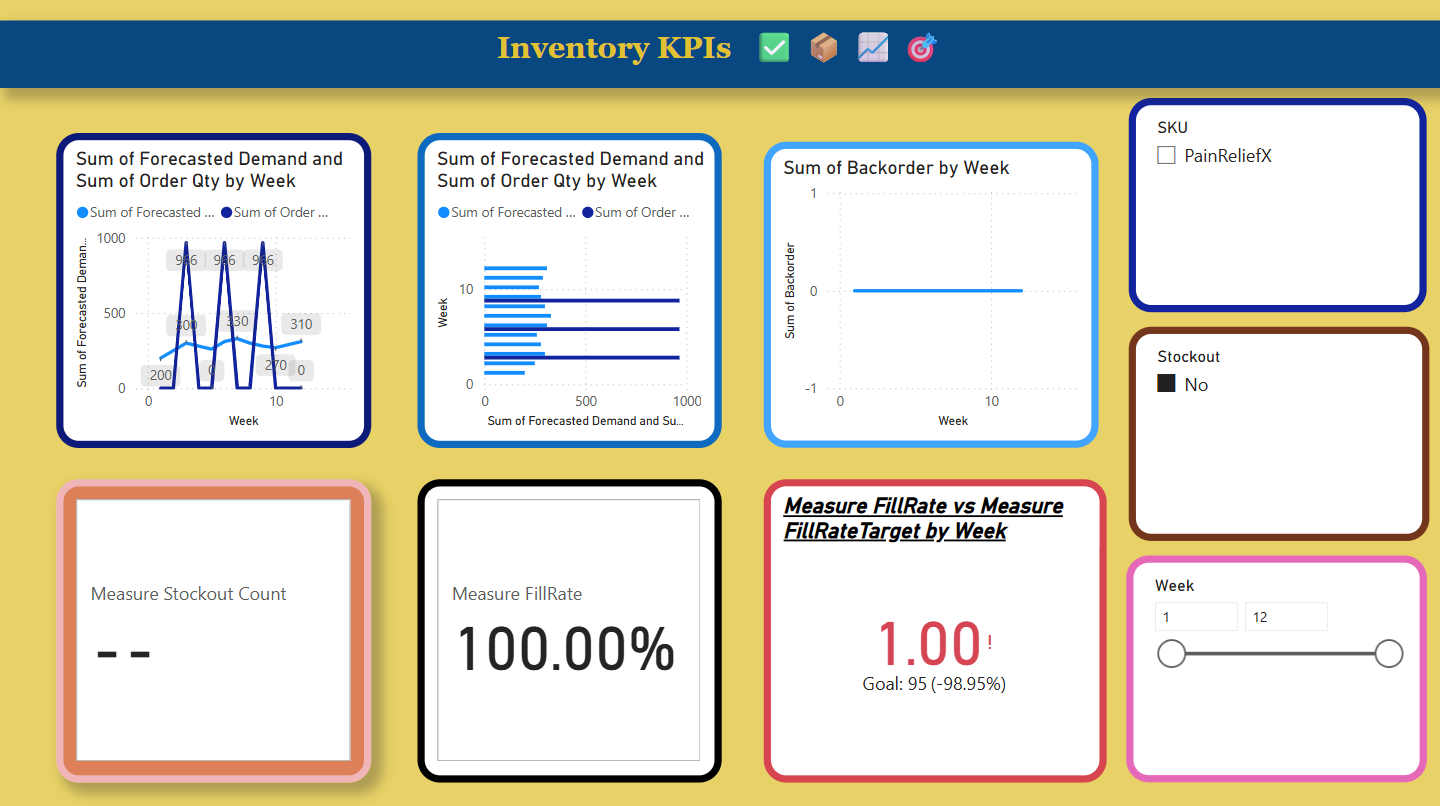 Inventory KPIs
Sum of Forecasted Demand and
Sum of Order Qty by Week
Sum of Forecasted ...
Sum of Order ...
Sum of Forecasted Deman...
1000
500
0
966
966
966
300
330
310
200
0
270
0
0
10
Week
Sum of Forecasted Demand and
Sum of Order Qty by Week
Sum of Forecasted ...
Sum of Order ...
Week
10
0
0
500
1000
Sum of Forecasted Demand and Su...
Sum of Backorder by Week
Sum of Backorder
1
0
-1
0
10
Week
SKU
PainReliefX
Stockout
No
Measure Stockout Count
--
Measure FillRate
100.00%
Measure FillRate vs Measure
FillRateTarget by Week
1.00!
Goal: 95 (-98.95%)
Week
1
12